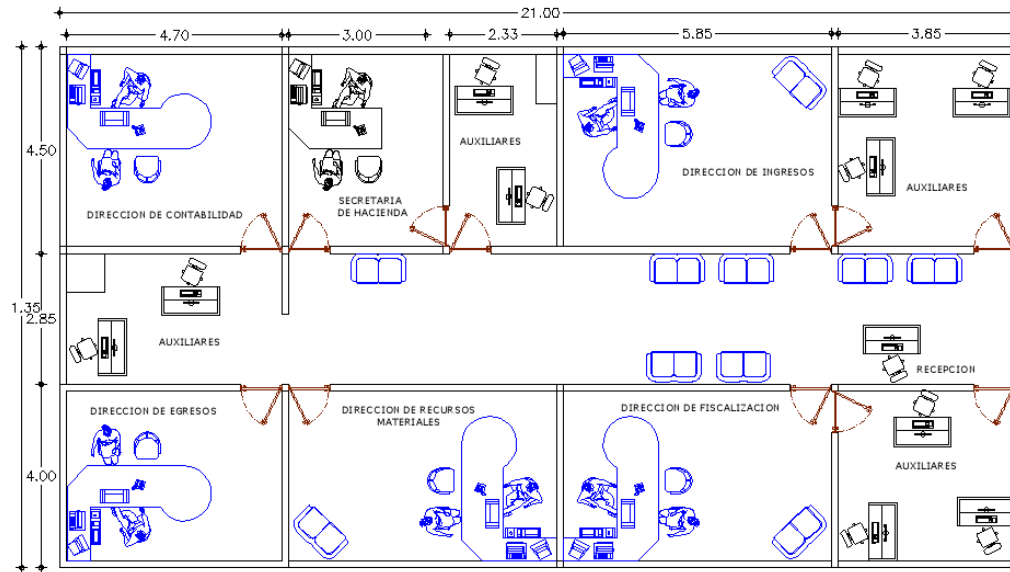 21.00
4.70
3.00
2.33
5.85
3.85
4.50
AUXILIARES
DIRECCION DE INGRESOS
AUXILIARES
SECRETARIA
DE HACIENDA
DIRECCION DE CONTABILIDAD
1.35
2.85
AUXILIARES
RECEPCION
DIRECCION DE EGRESOS
DIRECCION DE RECURSOS
MATERIALES
DIRECCION DE FISCALIZACION
AUXILIARES
4.00